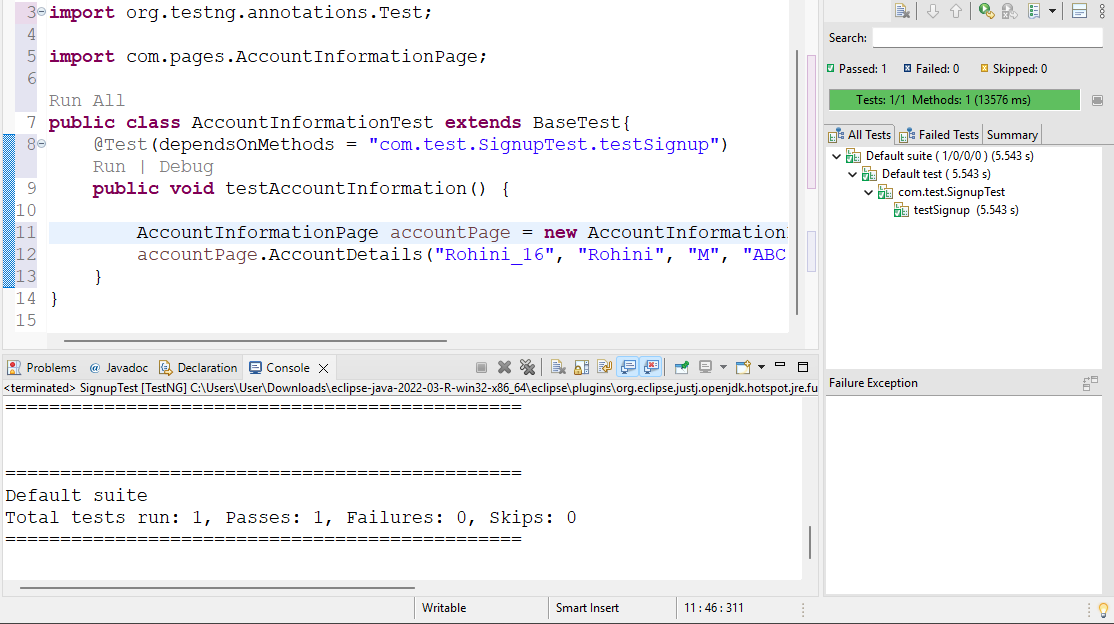 3 import org.testng.annotations.Test;
4
5 import com.pages.AccountInformationPage;
6
Run All
7 public class AccountInformationTest extends BaseTest{
8 @Test(dependsOnMethods = "com.test.SignupTest.testSignup")
Run | Debug
9 public void testAccountInformation() {
10
11 AccountInformationPage accountPage = new AccountInformation
12 accountPage.AccountDetails("Rohini_16", "Rohini", "M", "ABC
13 }
14 }
15
Search:
Passed: 1 Failed: 0 Skipped: 0
Tests: 1/1 Methods: 1 (13576 ms)
All Tests Failed Tests Summary
Default suite ( 1/0/0/0 ) (5.543 s)
Default test ( 5.543 s)
com.test.SignupTest
testSignup (5.543 s)
Failure Exception
Problems @ Javadoc Declaration Console
<terminated> SignupTest [TestNG] C:\Users\User\Downloads\eclipse-java-2022-03-R-win32-x86_64\eclipse\plugins\org.eclipse.justj.openjdk.hotspot.jre.fu
===============================================
===============================================
Default suite
Total tests run: 1, Passes: 1, Failures: 0, Skips: 0
===============================================
Writable Smart Insert 11 : 46 : 311